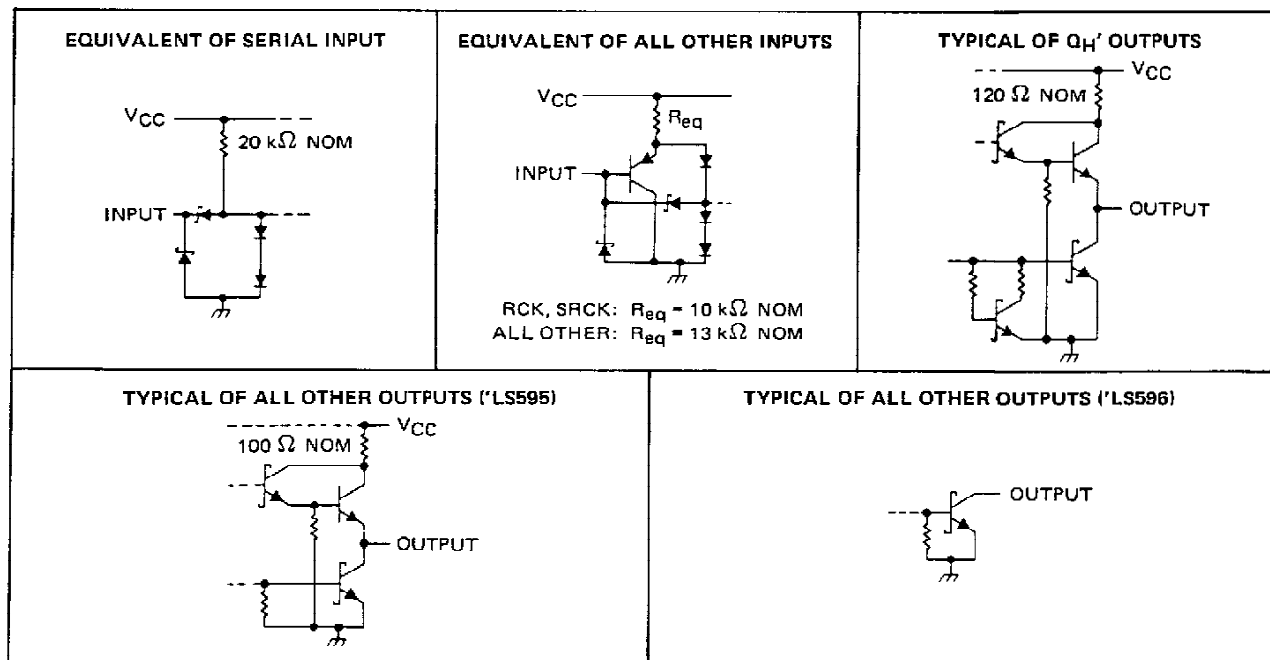 EQUIVALENT OF SERIAL INPUT
VCC
20 kΩ NOM
INPUT
EQUIVALENT OF ALL OTHER INPUTS
VCC
Req
INPUT
RCK, SRCK: Req = 10 kΩ NOM
ALL OTHER: Req = 13 kΩ NOM
TYPICAL OF QH' OUTPUTS
VCC
120 Ω NOM
OUTPUT
TYPICAL OF ALL OTHER OUTPUTS ('LS595)
VCC
100 Ω NOM
OUTPUT
TYPICAL OF ALL OTHER OUTPUTS ('LS596)
OUTPUT